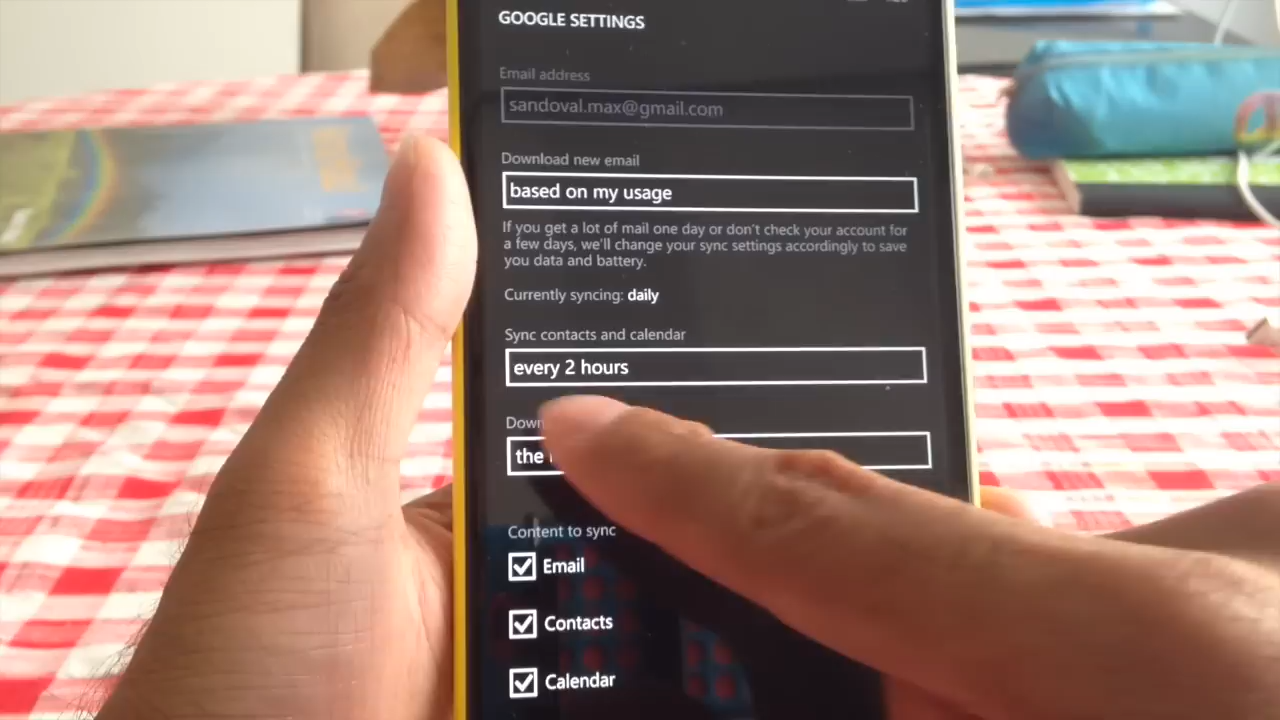 GOOGLE SETTINGS
Email address
sandoval.max@gmail.com
Download new email
based on my usage
If you get a lot of mail one day or don't check your account for
a few days, we'll change your sync settings accordingly to save
you data and battery.
Currently syncing: daily
Sync contacts and calendar
every 2 hours
the
Content to sync
Email
Contacts
Calendar